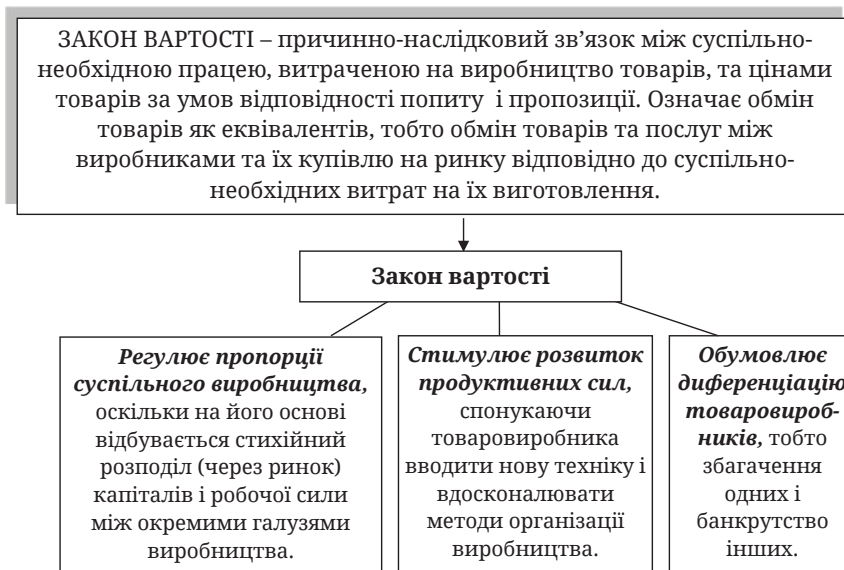 ЗАКОН ВАРТОСТІ – причинно-наслідковий зв’язок між суспільно-
необхідною працею, витраченою на виробництво товарів, та цінами
товарів за умов відповідності попиту і пропозиції. Означає обмін
товарів як еквівалентів, тобто обмін товарів та послуг між
виробниками та їх купівлю на ринку відповідно до суспільно-
необхідних витрат на їх виготовлення.
Закон вартості
Регулює пропорції
суспільного виробництва,
оскільки на його основі
відбувається стихійний
розподіл (через ринок)
капіталів і робочої сили
між окремими галузями
виробництва.
Стимулює розвиток
продуктивних сил,
спонукаючи
товаровиробника
вводити нову техніку і
вдосконалювати
методи організації
виробництва.
Обумовлює
диференціацію
товаровироб-
ників, тобто
збагачення
одних і
банкрутство
інших.